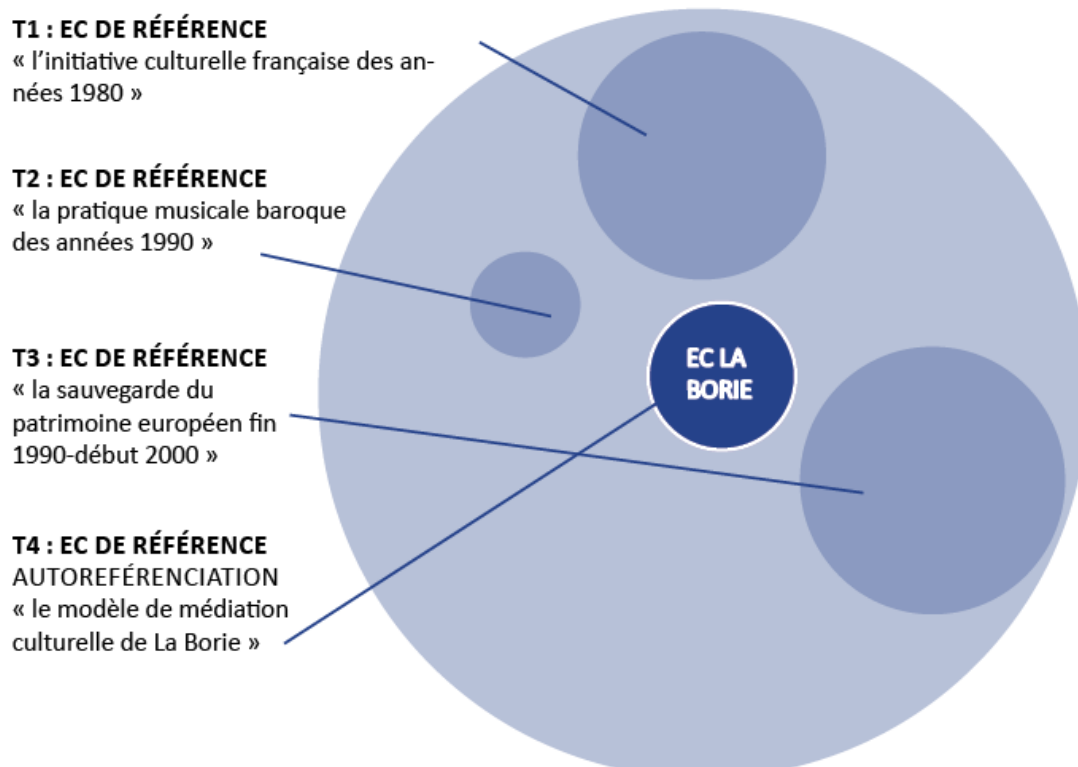 T1 : EC DE RÉFÉRENCE
« l’initiative culturelle française des an-
nées 1980 »
T2 : EC DE RÉFÉRENCE
« la pratique musicale baroque
des années 1990 »
T3 : EC DE RÉFÉRENCE
« la sauvegarde du
patrimoine européen fin
1990-début 2000 »
T4 : EC DE RÉFÉRENCE
AUTOREFÉRENCIATION
« le modèle de médiation
culturelle de La Borie »
EC LA
BORIE